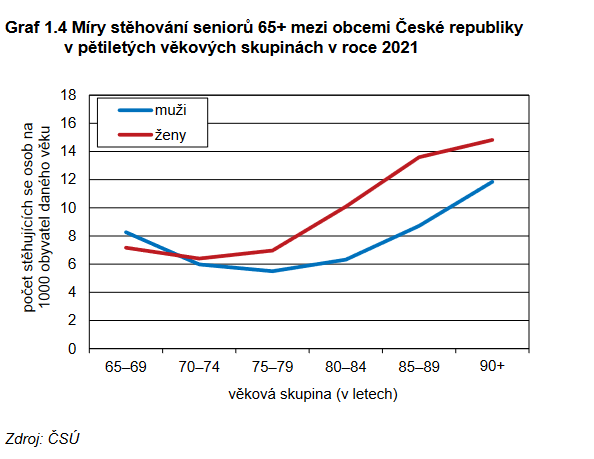 Graf 1.4 Míry stěhování seniorů 65+ mezi obcemi České republiky
v pětiletých věkových skupinách v roce 2021
muži
ženy
počet stěhujících se osob na
1000 obyvatel daného věku
18
16
14
12
10
8
6
4
2
0
65–69 70–74 75–79 80–84 85–89 90+
věková skupina (v letech)
Zdroj: ČSÚ